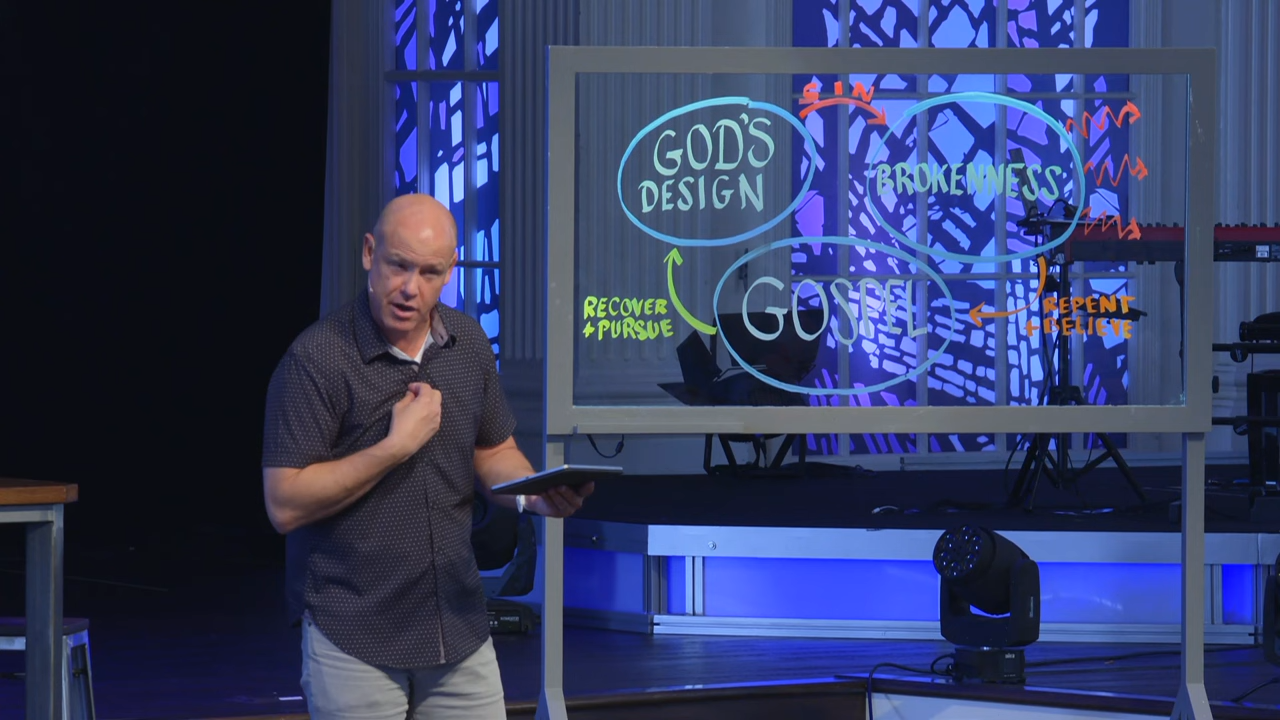 SIN
GOD'S
DESIGN
BROKENNESS
GOSPEL
RECOVER
+PURSUE
REPENT
+BELIEVE